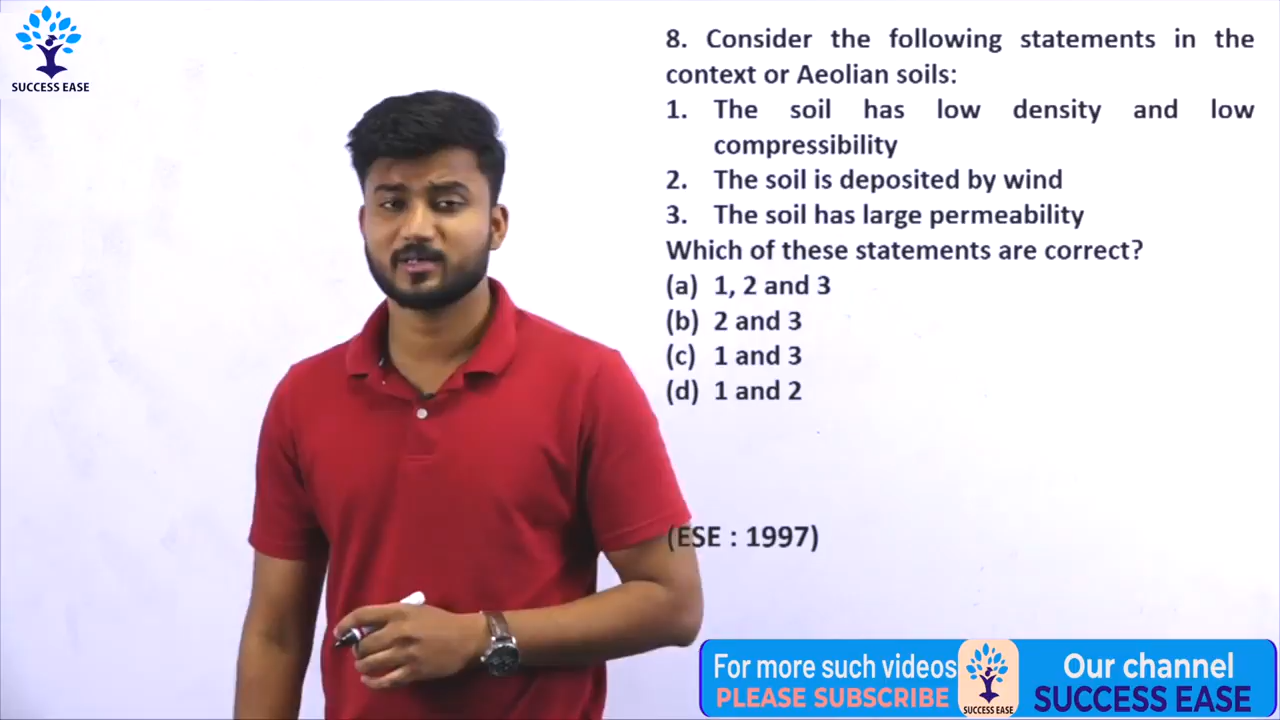 SUCCESS EASE
8. Consider the following statements in the
context or Aeolian soils:
1. The soil has low density and low
compressibility
2. The soil is deposited by wind
3. The soil has large permeability
Which of these statements are correct?
(a) 1, 2 and 3
(b) 2 and 3
(c) 1 and 3
(d) 1 and 2
(ESE : 1997)
For more such videos
PLEASE SUBSCRIBE
SUCCESS EASE
Our channel
SUCCESS EASE